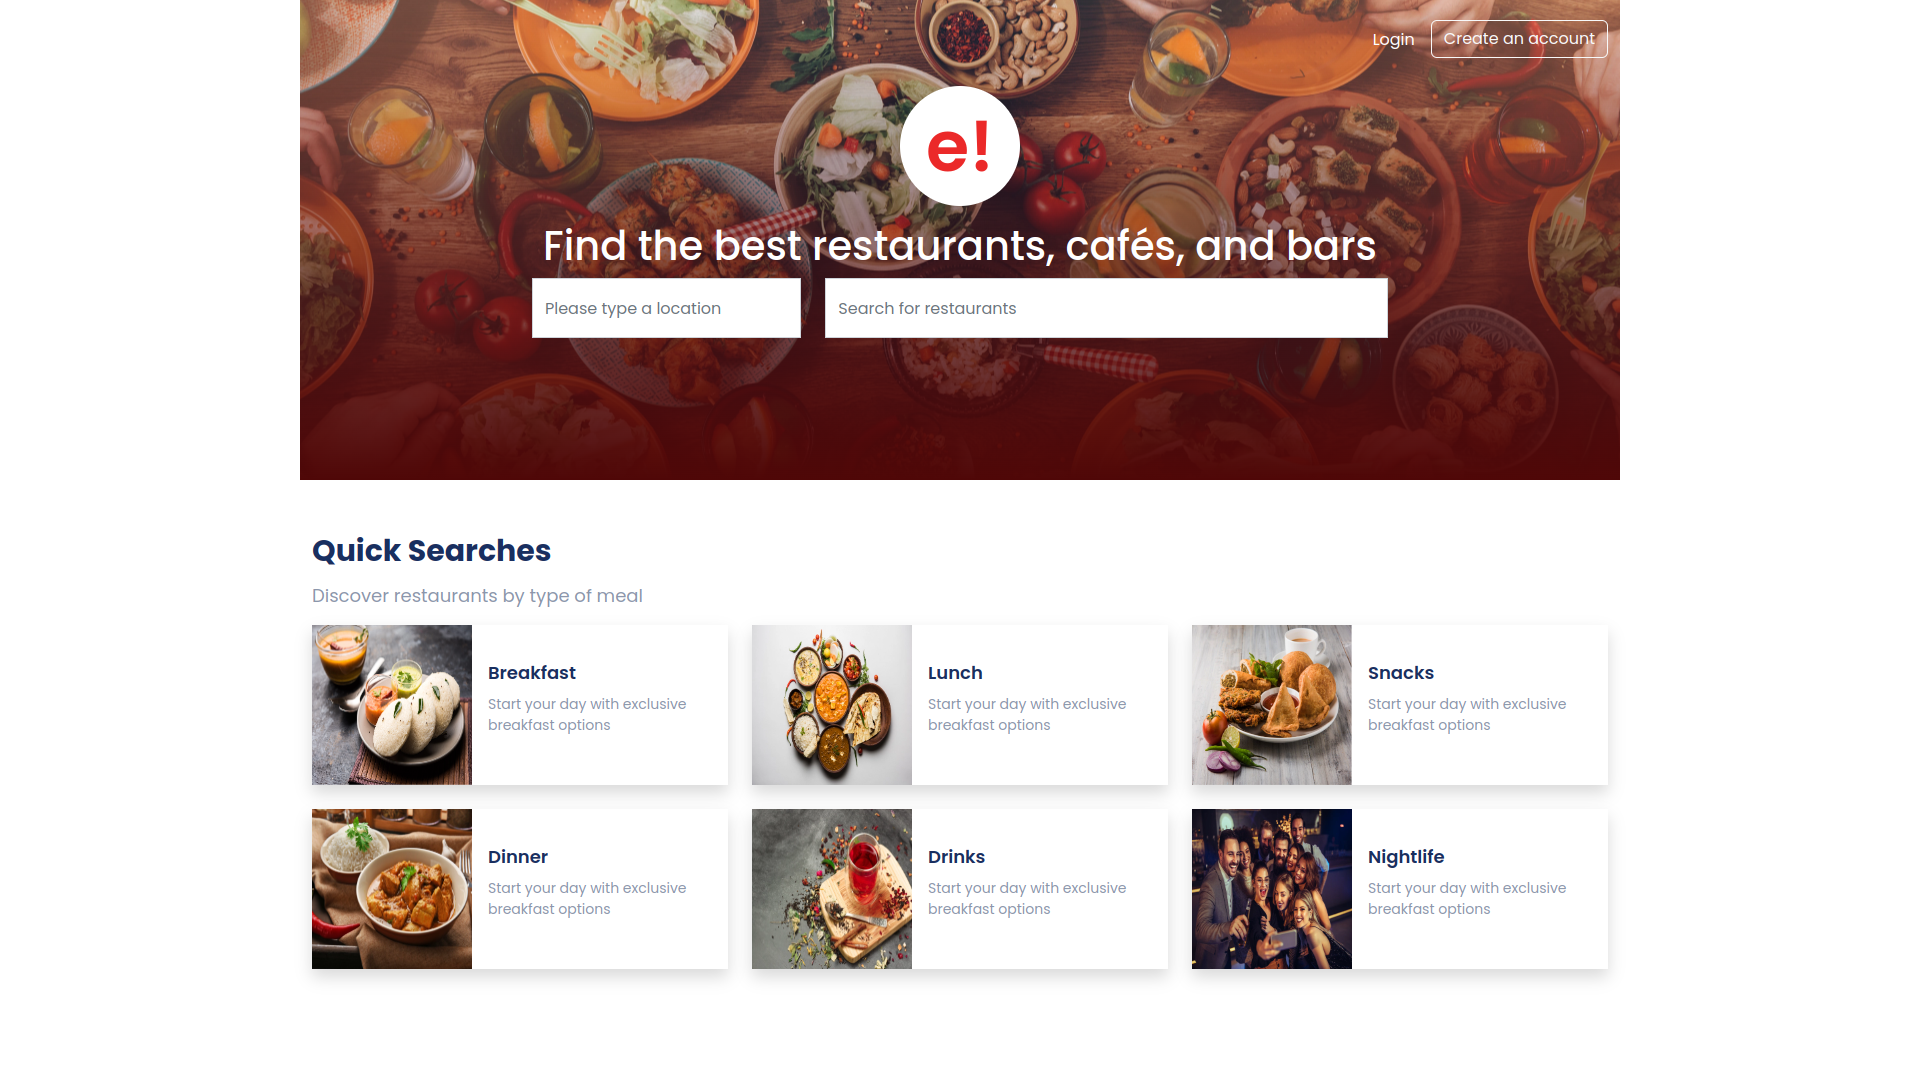 Login
Create an account
e!
Find the best restaurants, cafés, and bars
Please type a location
Search for restaurants
Quick Searches
Discover restaurants by type of meal
Breakfast
Start your day with exclusive
breakfast options
Lunch
Start your day with exclusive
breakfast options
Snacks
Start your day with exclusive
breakfast options
Dinner
Start your day with exclusive
breakfast options
Drinks
Start your day with exclusive
breakfast options
Nightlife
Start your day with exclusive
breakfast options